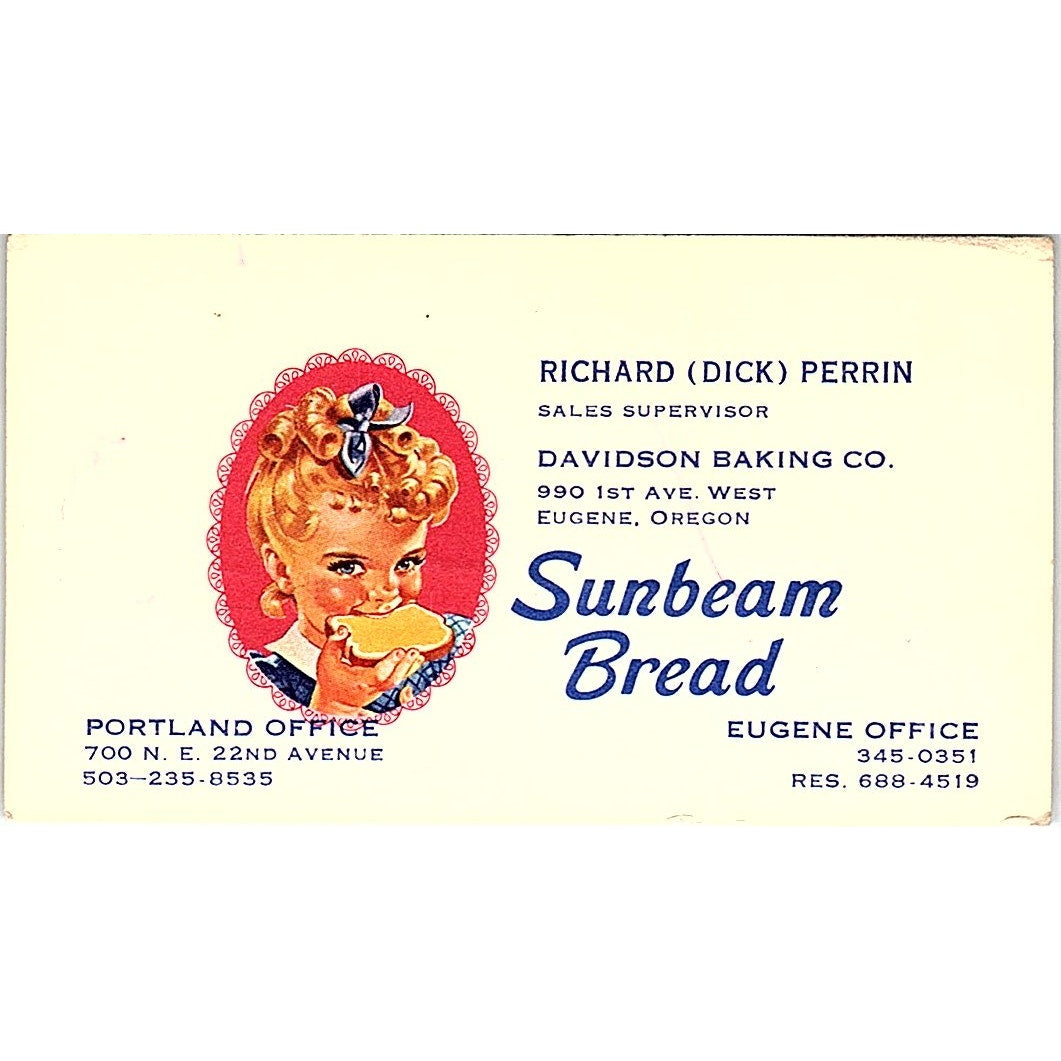 RICHARD (DICK) PERRIN
SALES SUPERVISOR
DAVIDSON BAKING CO.
990 1ST AVE. WEST
EUGENE, OREGON
Sunbeam
Bread
PORTLAND OFFICE
700 N. E. 22ND AVENUE
503—235-8535
EUGENE OFFICE
345-0351
RES. 688-4519